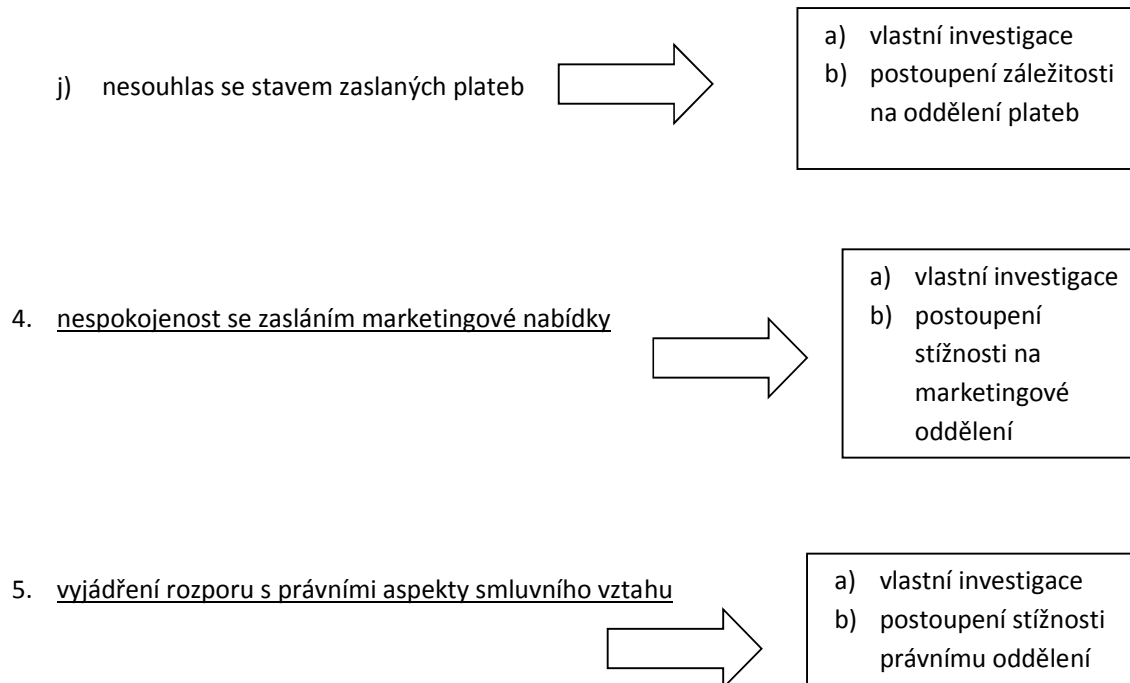 j) nesouhlas se stavem zaslaných plateb
a) vlastní investigace
b) postoupení záležitosti
na oddělení plateb
4. nespokojenost se zasláním marketingové nabídky
a) vlastní investigace
b) postoupení
stížnosti na
marketingové
oddělení
5. vyjádření rozporu s právními aspekty smluvního vztahu
a) vlastní investigace
b) postoupení stížnosti
právnímu oddělení